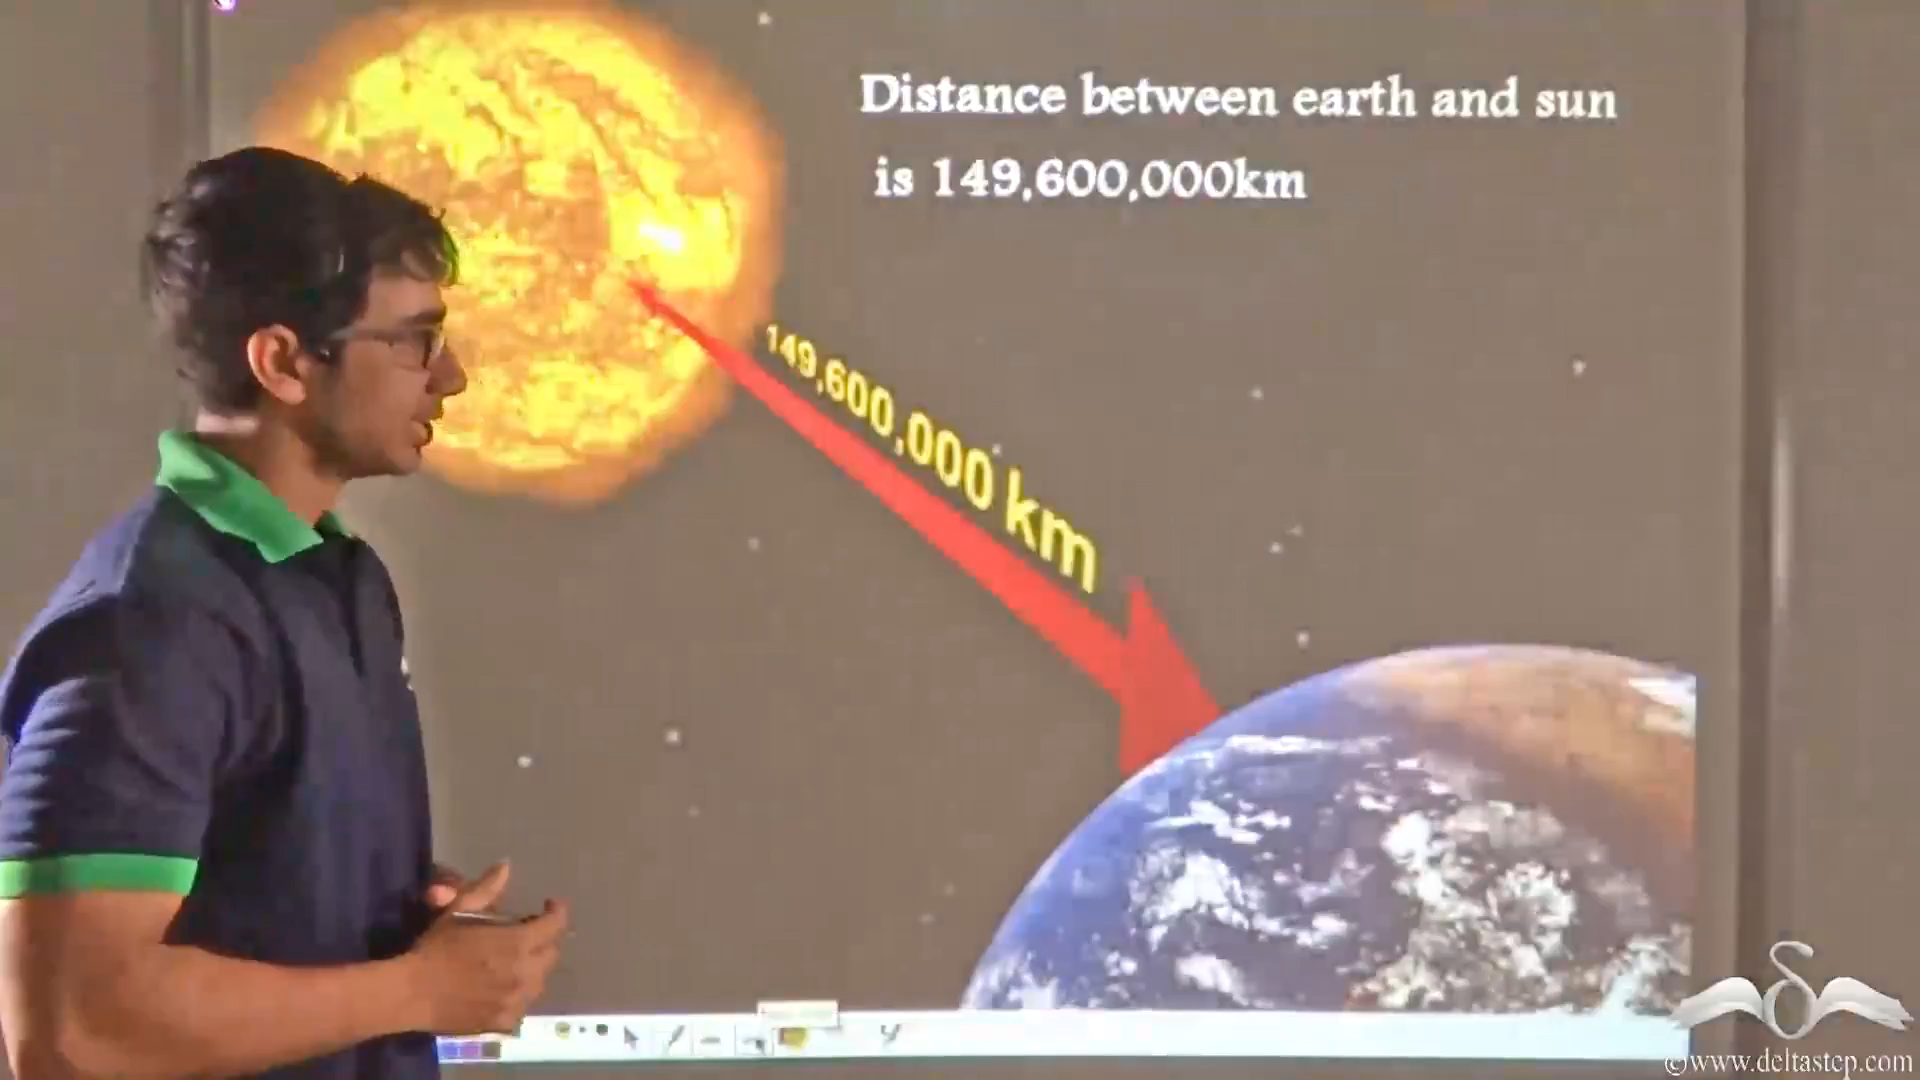 Distance between earth and sun
is 149,600,000km
149,600,000 km
©www.deltastep.com